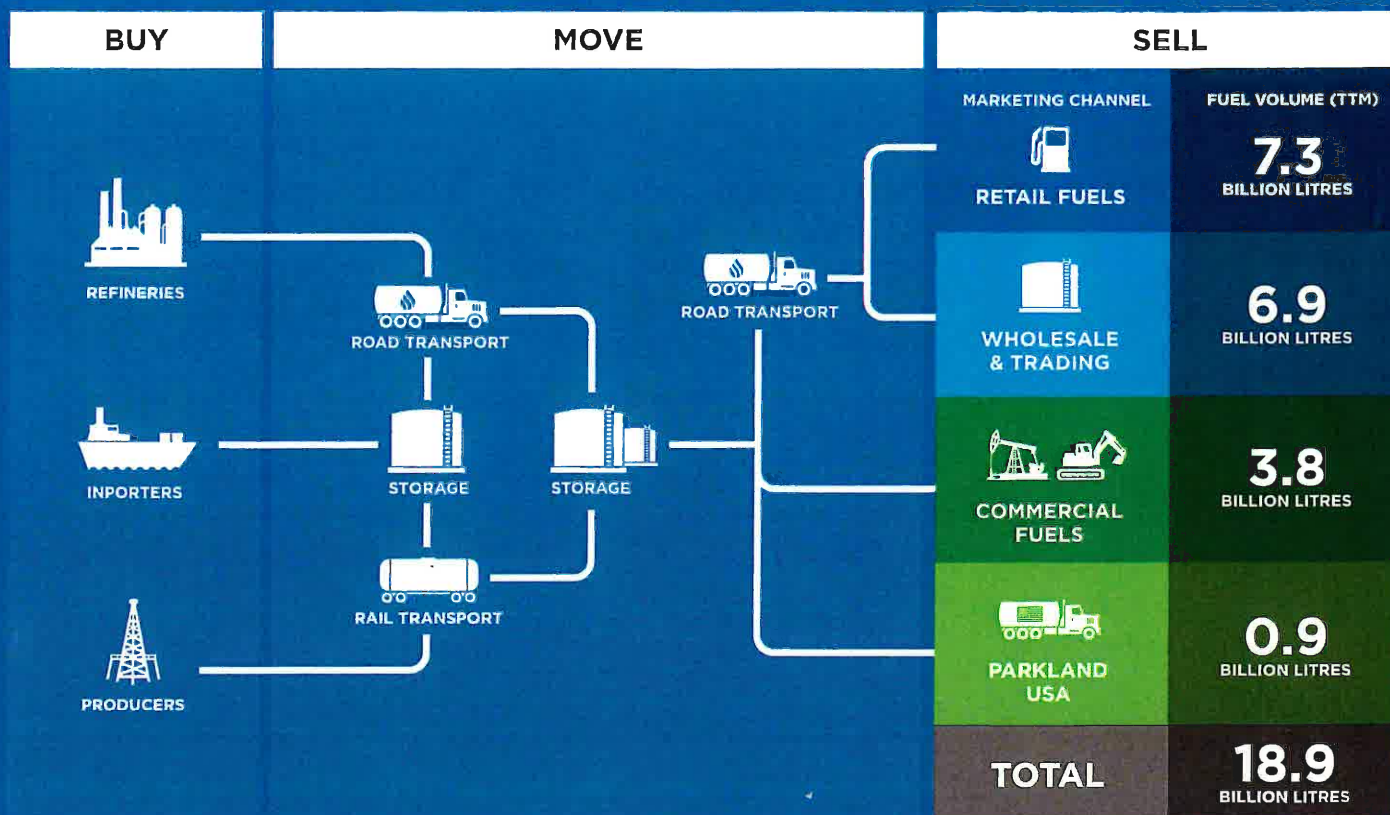 BUY
MOVE
SELL
MARKETING CHANNEL
FUEL VOLUME (TTM)
RETAIL FUELS
7.3
BILLION LITRES
REFINERIES
ROAD TRANSPORT
ROAD TRANSPORT
WHOLESALE
& TRADING
6.9
BILLION LITRES
INPORTERS
STORAGE
STORAGE
COMMERCIAL
FUELS
3.8
BILLION LITRES
RAIL TRANSPORT
PRODUCERS
PARKLAND
USA
0.9
BILLION LITRES
TOTAL
18.9
BILLION LITRES